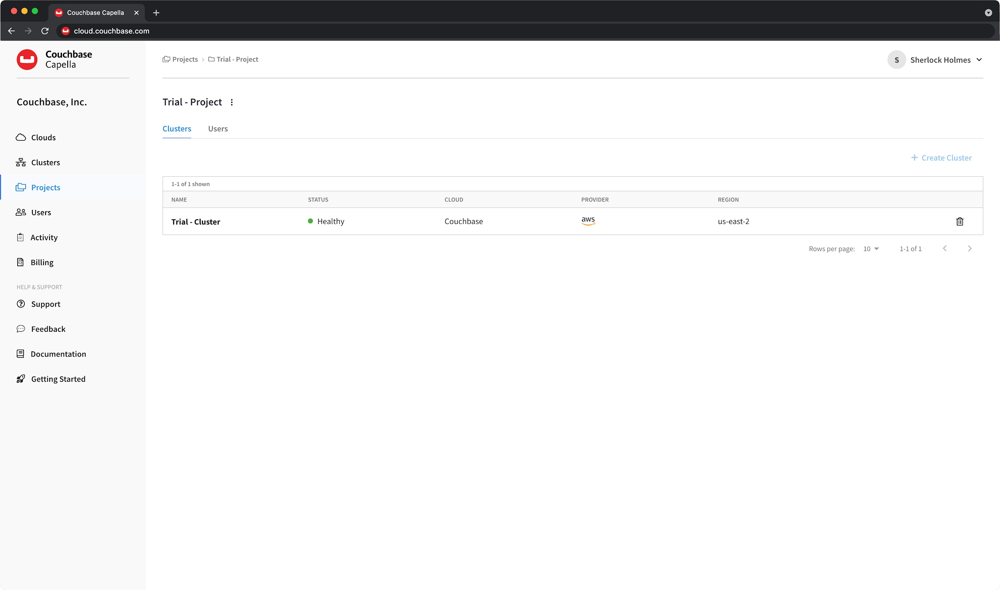 Couchbase Capella
cloud.couchbase.com
Couchbase
Capella
Projects > Trial - Project
S Sherlock Holmes
Couchbase, Inc.
Clouds
Clusters
Projects
Users
Activity
Billing
HELP & SUPPORT
Support
Feedback
Documentation
Getting Started
Trial - Project
Clusters Users
+ Create Cluster
1-1 of 1 shown
NAME STATUS CLOUD PROVIDER REGION
Trial - Cluster Healthy Couchbase aws us-east-2
Rows per page: 10 1-1 of 1